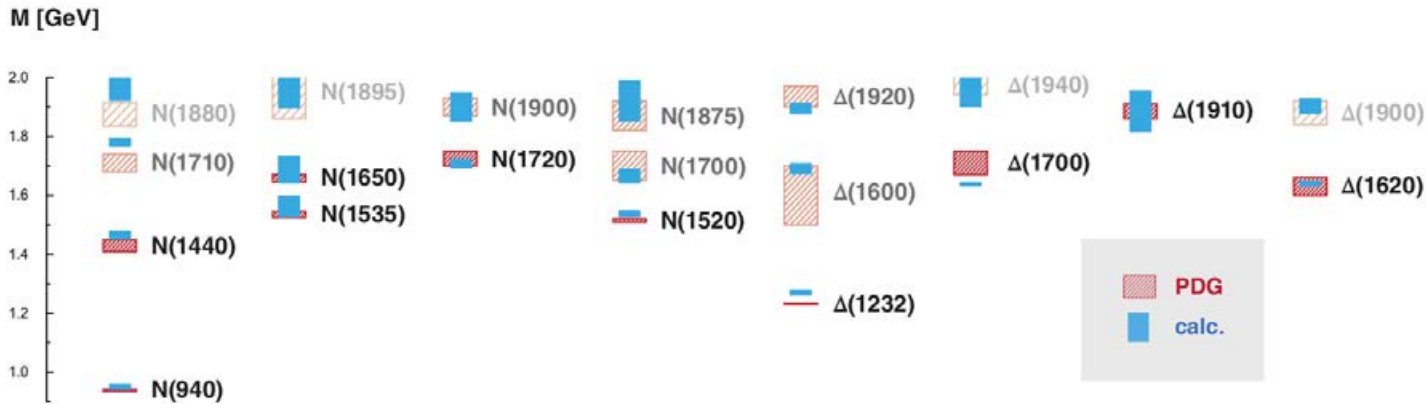 M [GeV]
2.0
1.8
1.6
1.4
1.2
1.0
N(1880)
N(1710)
N(1440)
N(940)
N(1895)
N(1650)
N(1535)
N(1900)
N(1720)
N(1875)
N(1700)
N(1520)
Δ(1920)
Δ(1600)
Δ(1232)
Δ(1940)
Δ(1700)
Δ(1910)
Δ(1900)
Δ(1620)
PDG
calc.